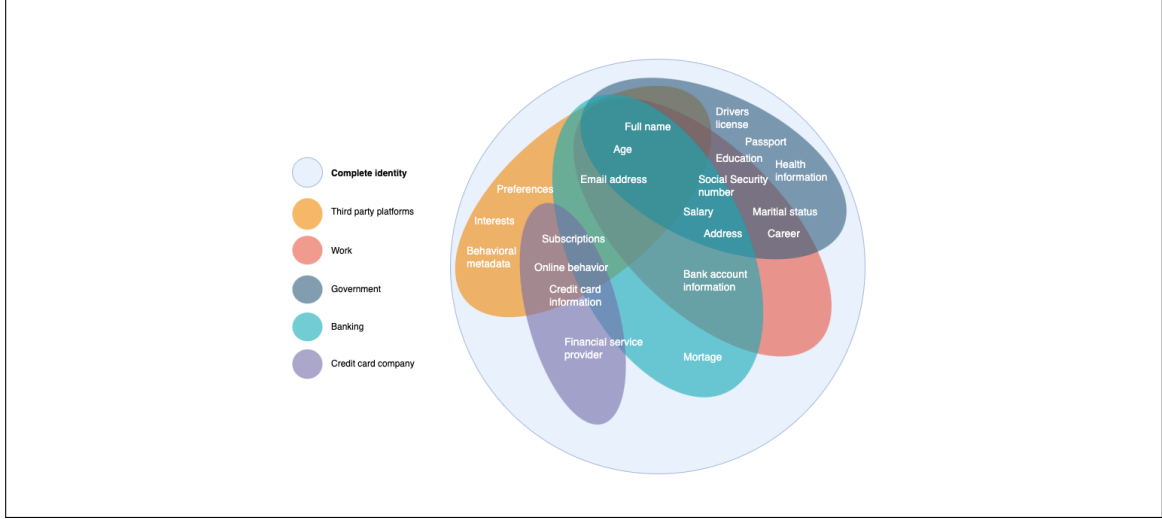 Complete identity
Third party platforms
Work
Government
Banking
Credit card company
Drivers
license
Full name
Passport
Age
Education
Health
information
Email address
Social Security
number
Preferences
Salary
Maritial status
Interests
Address
Career
Subscriptions
Behavioral
metadata
Online behavior
Bank account
information
Credit card
information
Financial service
provider
Mortage